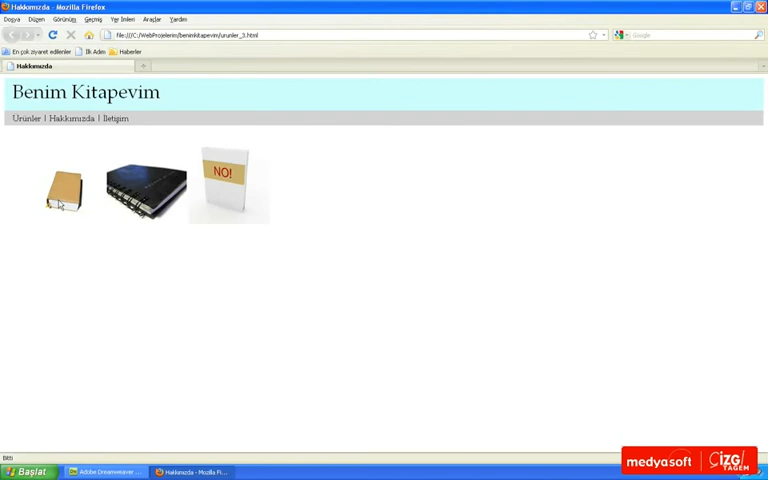 Hakkımızda - Mozilla Firefox
Dosya Düzen Görünüm Geçmiş Yer İmleri Araçlar Yardım
file:///C:/WebProjelerim/benimkitapevim/urunler_3.html
Google
En çok ziyaret edilenler İlk Adım Haberler
Hakkımızda
Benim Kitapevim
Ürünler | Hakkımızda | İletişim
NO!
Bitti
Başlat
Adobe Dreamweaver ...
Hakkımızda - Mozilla Fi...
medyasoft
ÇİZGİ
TAGEM